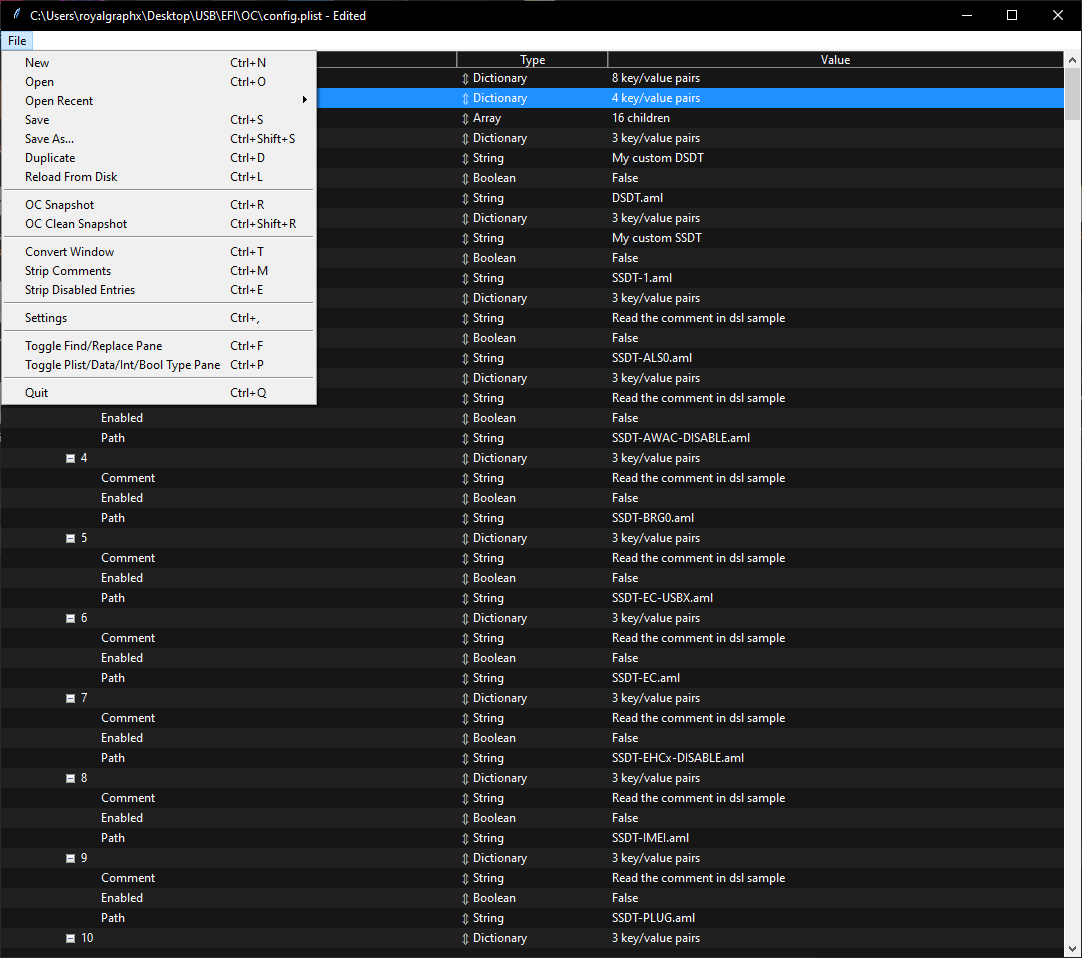 C:\Users\royalgraphx\Desktop\USB\EFI\OC\config.plist - Edited
File
Type Value
New Ctrl+N
Open Ctrl+O
Open Recent
Save Ctrl+S
Save As... Ctrl+Shift+S
Duplicate Ctrl+D
Reload From Disk Ctrl+L
OC Snapshot Ctrl+R
OC Clean Snapshot Ctrl+Shift+R
Convert Window Ctrl+T
Strip Comments Ctrl+M
Strip Disabled Entries Ctrl+E
Settings Ctrl+,
Toggle Find/Replace Pane Ctrl+F
Toggle Plist/Data/Int/Bool Type Pane Ctrl+P
Quit Ctrl+Q
Dictionary 8 key/value pairs
Dictionary 4 key/value pairs
Array 16 children
Dictionary 3 key/value pairs
String My custom DSDT
Boolean False
String DSDT.aml
Dictionary 3 key/value pairs
String My custom SSDT
Boolean False
String SSDT-1.aml
Dictionary 3 key/value pairs
String Read the comment in dsl sample
Boolean False
String SSDT-ALS0.aml
Dictionary 3 key/value pairs
String Read the comment in dsl sample
Enabled Boolean False
Path String SSDT-AWAC-DISABLE.aml
4 Dictionary 3 key/value pairs
Comment String Read the comment in dsl sample
Enabled Boolean False
Path String SSDT-BRG0.aml
5 Dictionary 3 key/value pairs
Comment String Read the comment in dsl sample
Enabled Boolean False
Path String SSDT-EC-USBX.aml
6 Dictionary 3 key/value pairs
Comment String Read the comment in dsl sample
Enabled Boolean False
Path String SSDT-EC.aml
7 Dictionary 3 key/value pairs
Comment String Read the comment in dsl sample
Enabled Boolean False
Path String SSDT-EHCx-DISABLE.aml
8 Dictionary 3 key/value pairs
Comment String Read the comment in dsl sample
Enabled Boolean False
Path String SSDT-IMEI.aml
9 Dictionary 3 key/value pairs
Comment String Read the comment in dsl sample
Enabled Boolean False
Path String SSDT-PLUG.aml
10 Dictionary 3 key/value pairs